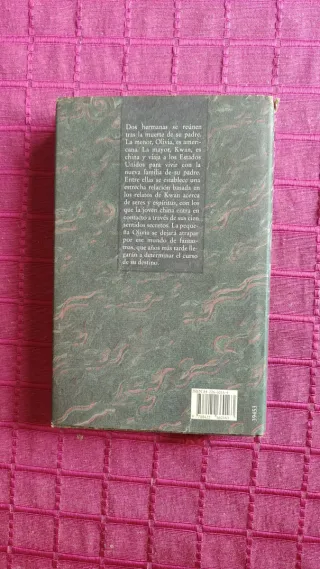 Dos hermanas se reúnen
tras la muerte de su padre.
La menor, Olivia, es ameri-
cana. La mayor, Kwan, es
china y viaja a los Estados
Unidos para vivir con la
nueva familia de su padre.
Entre ellas se establece una
estrecha relación basada en
los relatos de Kwan acerca
de seres y espíritus, con los
que la joven china entra en
contacto a través de sus cien
sentidos secretos. La peque-
ña Olivia se dejará atrapar
por ese mundo de fantas-
mas, que años más tarde lle-
garán a determinar el curso
de su destino.
39453